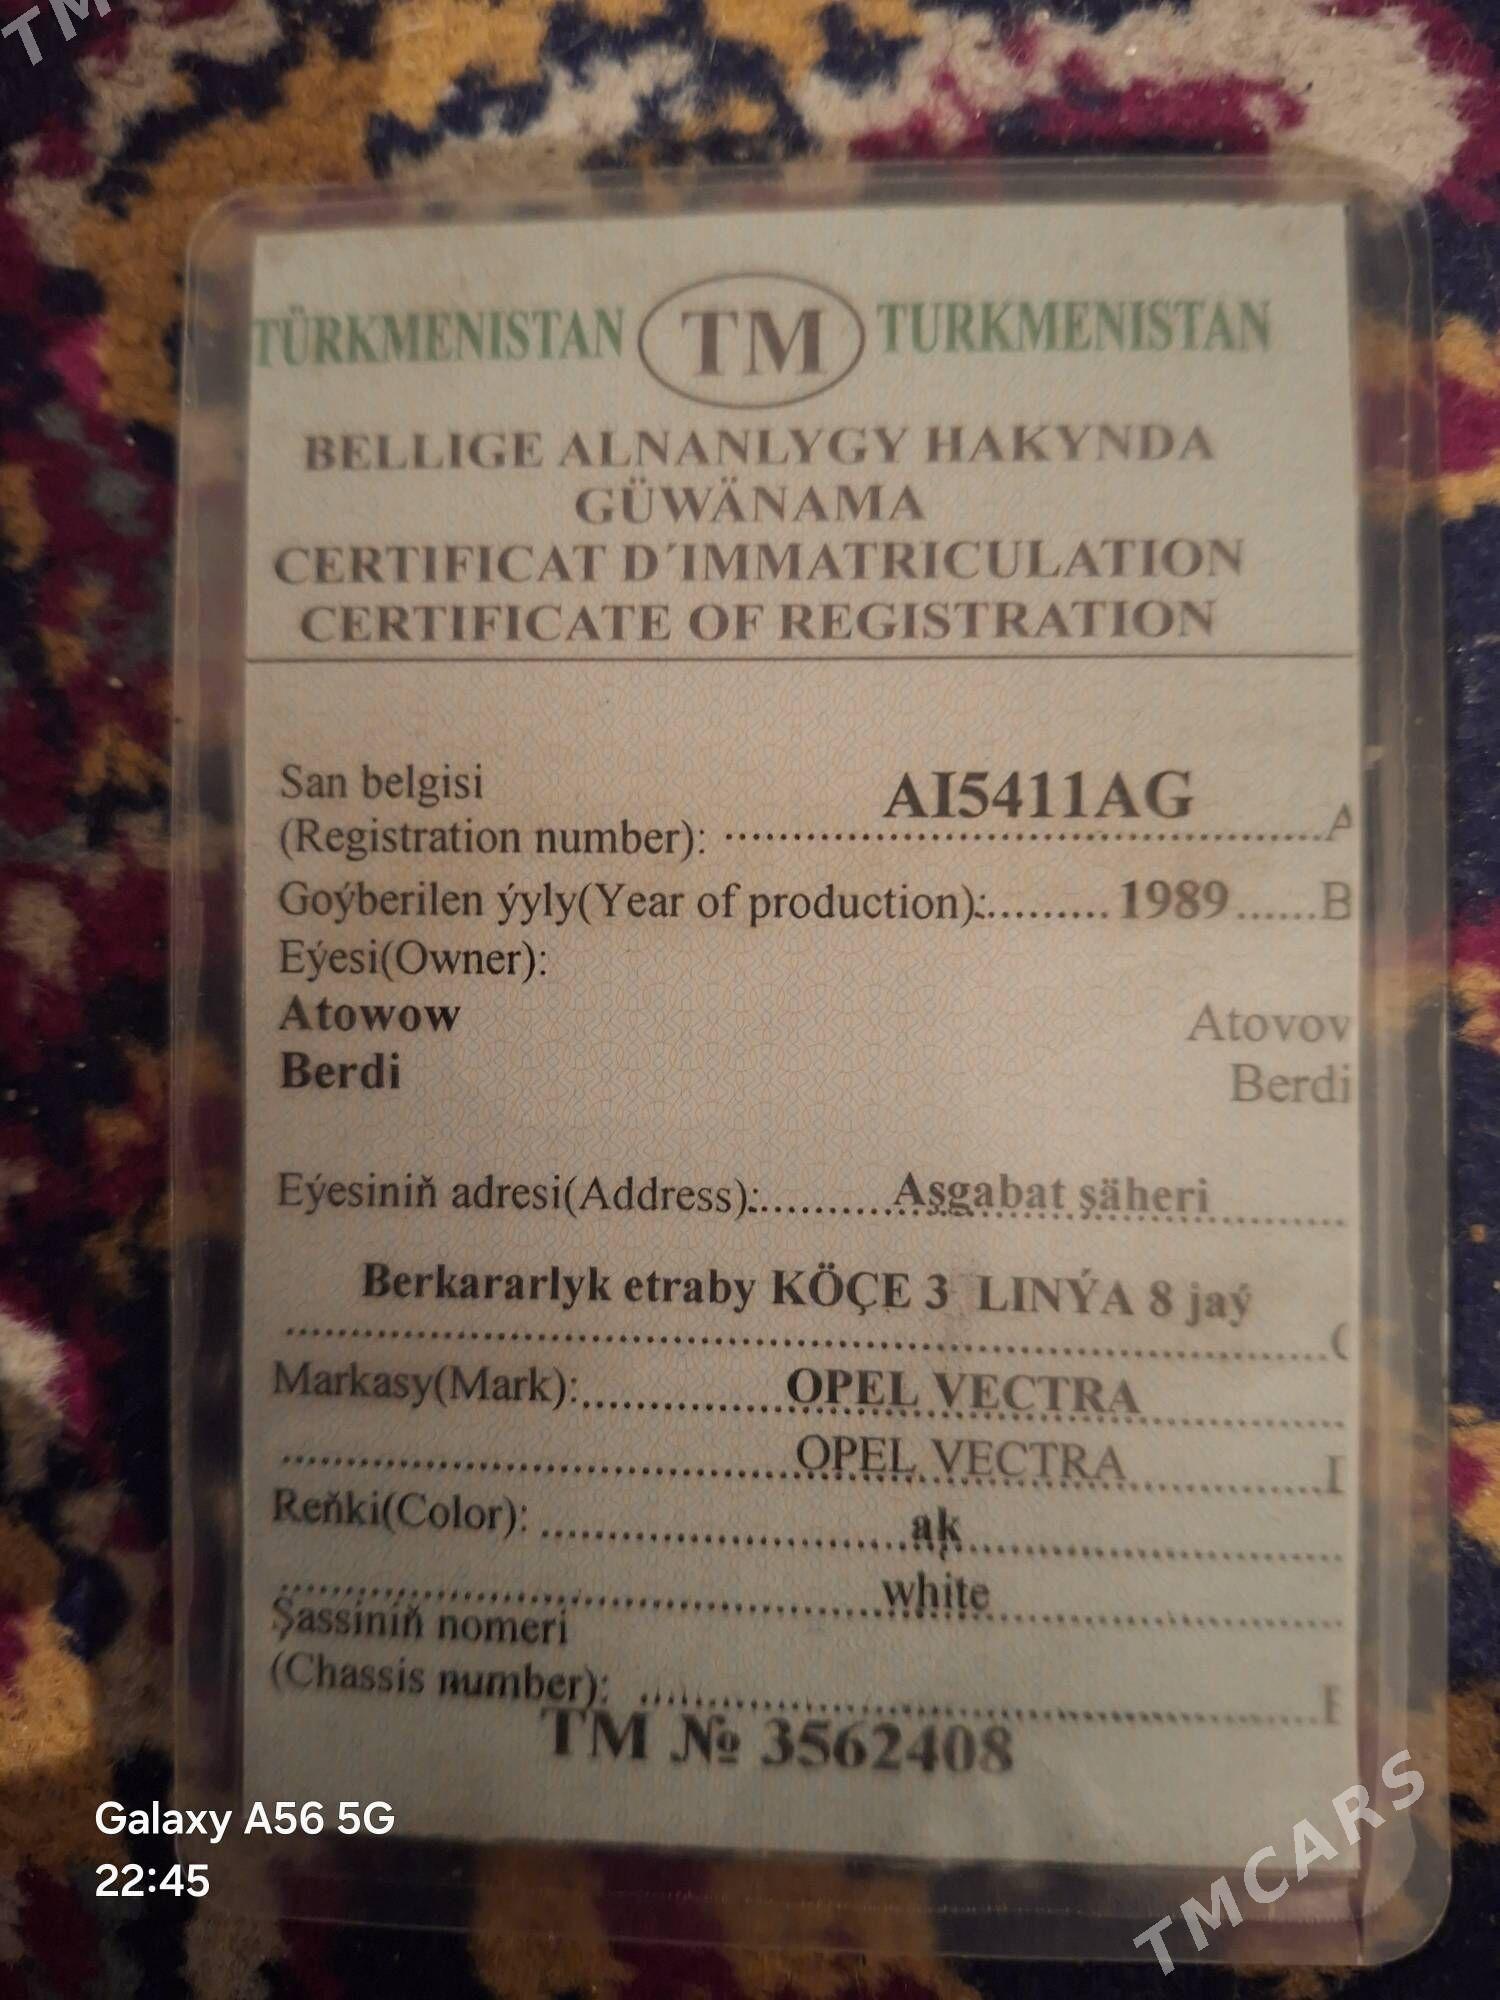 TM
TÜRKMENISTAN TM TURKMENISTAN
BELLIGE ALNANLYGY HAKYNDA
GÜWÄNAMA
CERTIFICAT D´IMMATRICULATION
CERTIFICATE OF REGISTRATION
San belgisi
(Registration number): AI5411AG A
Goýberilen ýyly(Year of production): 1989 B
Eýesi(Owner):
Atowow Atovov
Berdi Berdi
Eýesiniň adresi(Address): Aşgabat şäheri
Berkararlyk etraby KÖÇE 3 LINÝA 8 jaý
Markasy(Mark): OPEL VECTRA
OPEL VECTRA
Reňki(Color): ak
white
Şassiniň nomeri
(Chassis number):
TM № 3562408
Galaxy A56 5G
22:45
TMCARS